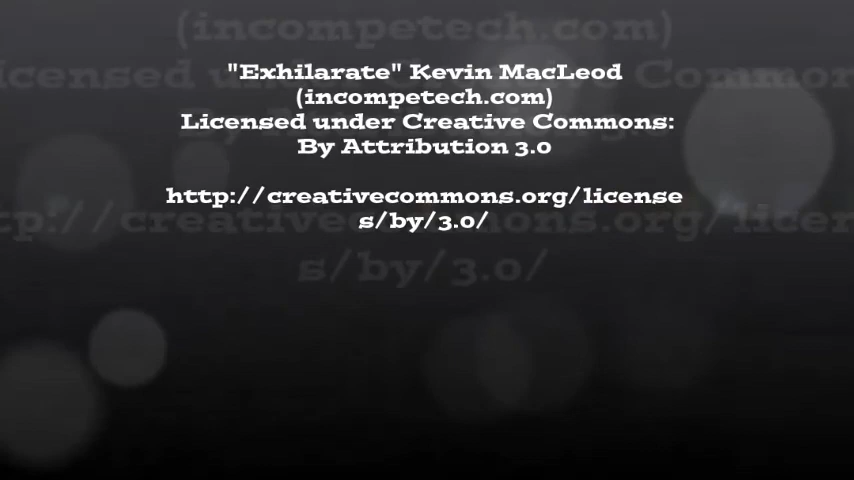 "Exhilarate" Kevin MacLeod
(incompetech.com)
Licensed under Creative Commons:
By Attribution 3.0
http://creativecommons.org/license
s/by/3.0/